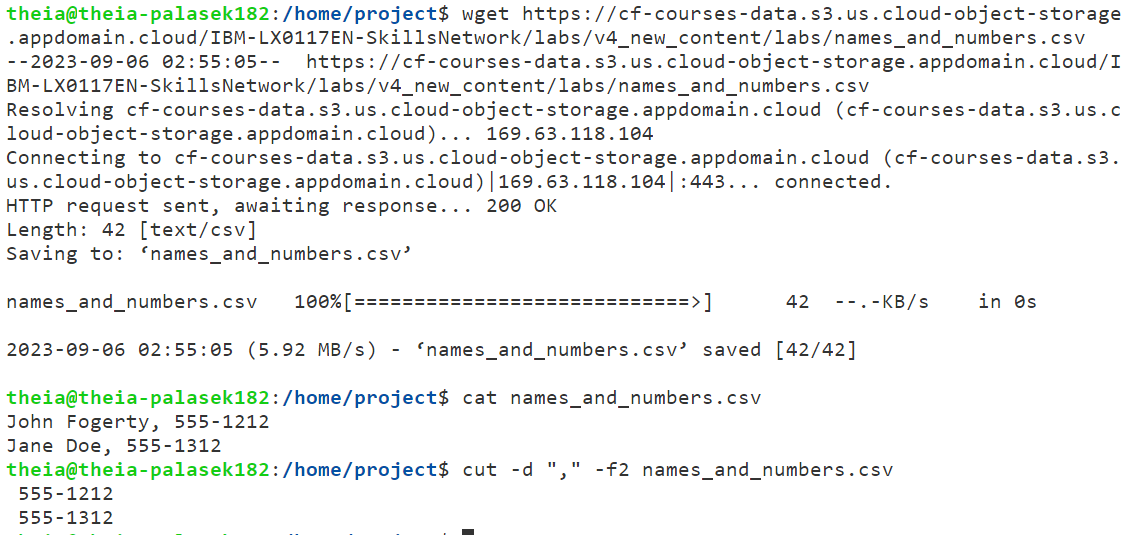 theia@theia-palasek182:/home/project$ wget https://cf-courses-data.s3.us.cloud-object-storage
.appdomain.cloud/IBM-LX0117EN-SkillsNetwork/labs/v4_new_content/labs/names_and_numbers.csv
--2023-09-06 02:55:05--  https://cf-courses-data.s3.us.cloud-object-storage.appdomain.cloud/I
BM-LX0117EN-SkillsNetwork/labs/v4_new_content/labs/names_and_numbers.csv
Resolving cf-courses-data.s3.us.cloud-object-storage.appdomain.cloud (cf-courses-data.s3.us.c
loud-object-storage.appdomain.cloud)... 169.63.118.104
Connecting to cf-courses-data.s3.us.cloud-object-storage.appdomain.cloud (cf-courses-data.s3.
us.cloud-object-storage.appdomain.cloud)|169.63.118.104|:443... connected.
HTTP request sent, awaiting response... 200 OK
Length: 42 [text/csv]
Saving to: ‘names_and_numbers.csv’
names_and_numbers.csv   100%[============================>]      42  --.-KB/s    in 0s
2023-09-06 02:55:05 (5.92 MB/s) - ‘names_and_numbers.csv’ saved [42/42]
theia@theia-palasek182:/home/project$ cat names_and_numbers.csv
John Fogerty, 555-1212
Jane Doe, 555-1312
theia@theia-palasek182:/home/project$ cut -d "," -f2 names_and_numbers.csv
 555-1212
 555-1312